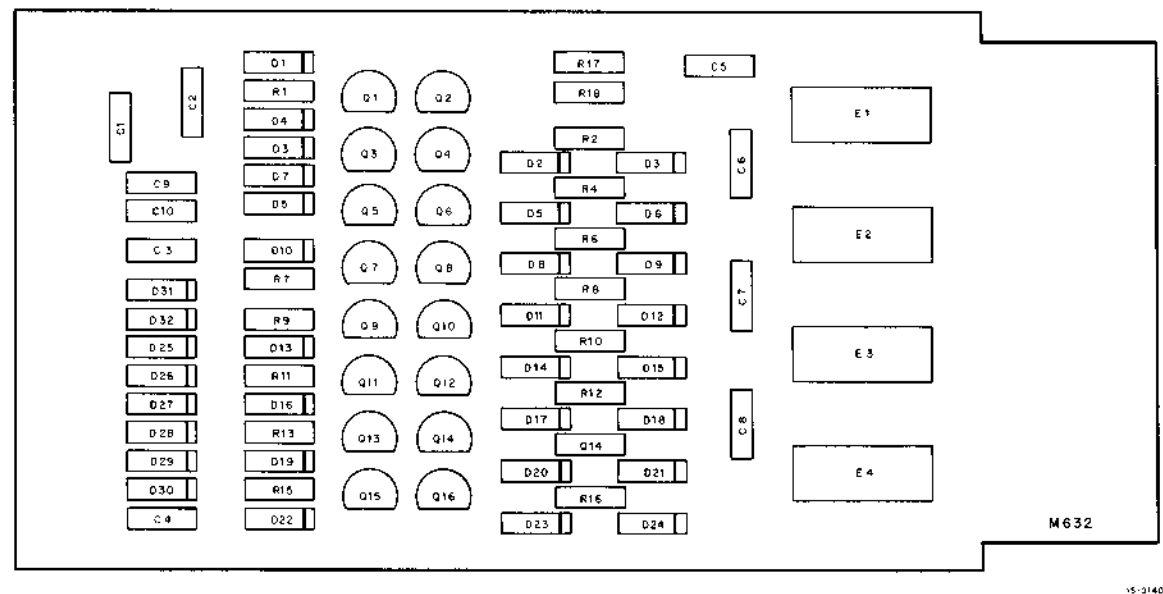 C1
C2
C9
C10
C3
D31
D32
D25
D26
D27
D28
D29
D30
C4
D1
R1
D4
D3
D7
D5
D10
R7
R9
D13
R11
D16
R13
D19
R15
D22
Q1 Q2
Q3 Q4
Q5 Q6
Q7 Q8
Q9 Q10
Q11 Q12
Q13 Q14
Q15 Q16
R17
R18
R2
D2 D3
R4
D5 D6
R6
D8 D9
R8
D11 D12
R10
D14 D15
R12
D17 D18
Q14
D20 D21
R16
D23 D24
C5
C6
C7
C8
E1
E2
E3
E4
M632